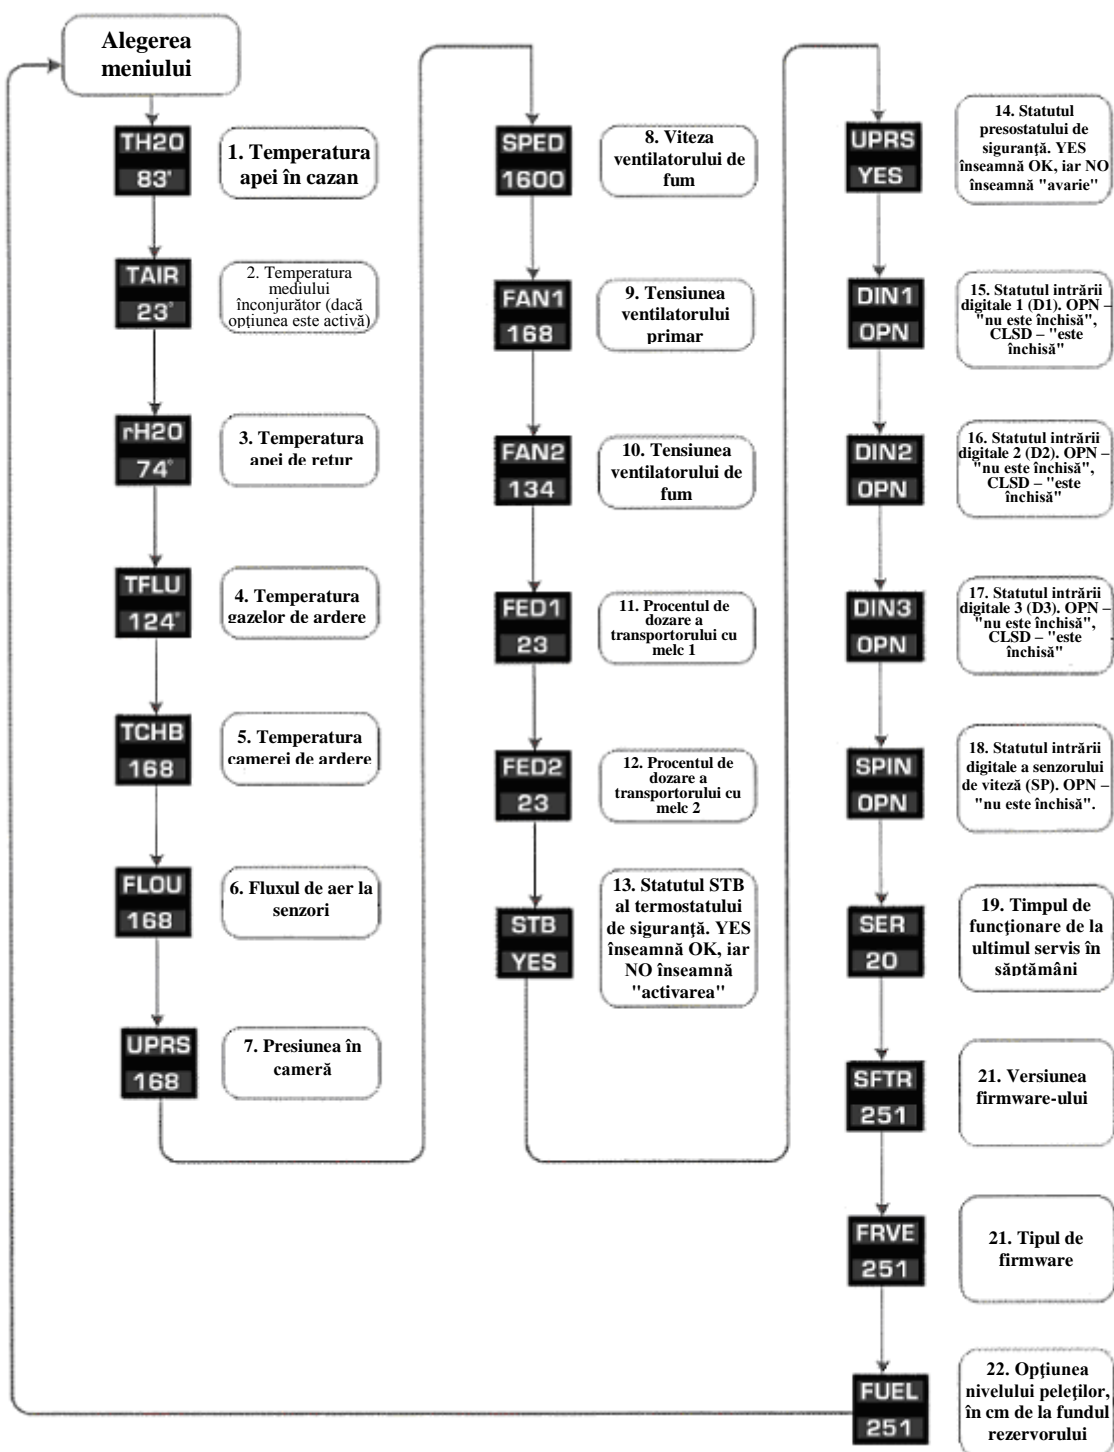 Alegerea
meniului
TH2O
83°
1. Temperatura
apei în cazan
TAIR
23°
2. Temperatura
mediului
înconjurător (dacă
opțiunea este activă)
rH2O
74°
3. Temperatura
apei de retur
TFLU
124°
4. Temperatura
gazelor de ardere
TCHB
168
5. Temperatura
camerei de ardere
FLOU
168
6. Fluxul de aer la
senzori
UPRS
168
7. Presiunea în
cameră
SPED
1600
8. Viteza
ventilatorului de
fum
FAN1
168
9. Tensiunea
ventilatorului
primar
FAN2
134
10. Tensiunea
ventilatorului de
fum
FED1
23
11. Procentul de
dozare a
transportorului cu
melc 1
FED2
23
12. Procentul de
dozare a
transportorului cu
melc 2
STB
YES
13. Statutul STB
al termostatului
de siguranță. YES
înseamnă OK, iar
NO înseamnă
"activarea"
UPRS
YES
14. Statutul
presostatului de
siguranță. YES
înseamnă OK, iar NO
înseamnă "avarie"
DIN1
OPN
15. Statutul intrării
digitale 1 (D1). OPN –
"nu este închisă",
CLSD – "este
închisă"
DIN2
OPN
16. Statutul intrării
digitale 2 (D2). OPN –
"nu este închisă",
CLSD – "este
închisă"
DIN3
OPN
17. Statutul intrării
digitale 3 (D3). OPN –
"nu este închisă",
CLSD – "este
închisă"
SPIN
OPN
18. Statutul intrării
digitale a senzorului
de viteză (SP). OPN –
"nu este închisă".
SER
20
19. Timpul de
funcționare de la
ultimul servis în
săptămâni
SFTR
251
21. Versiunea
firmware-ului
FRVE
251
21. Tipul de
firmware
FUEL
251
22. Opțiunea
nivelului peleților,
în cm de la fundul
rezervorului